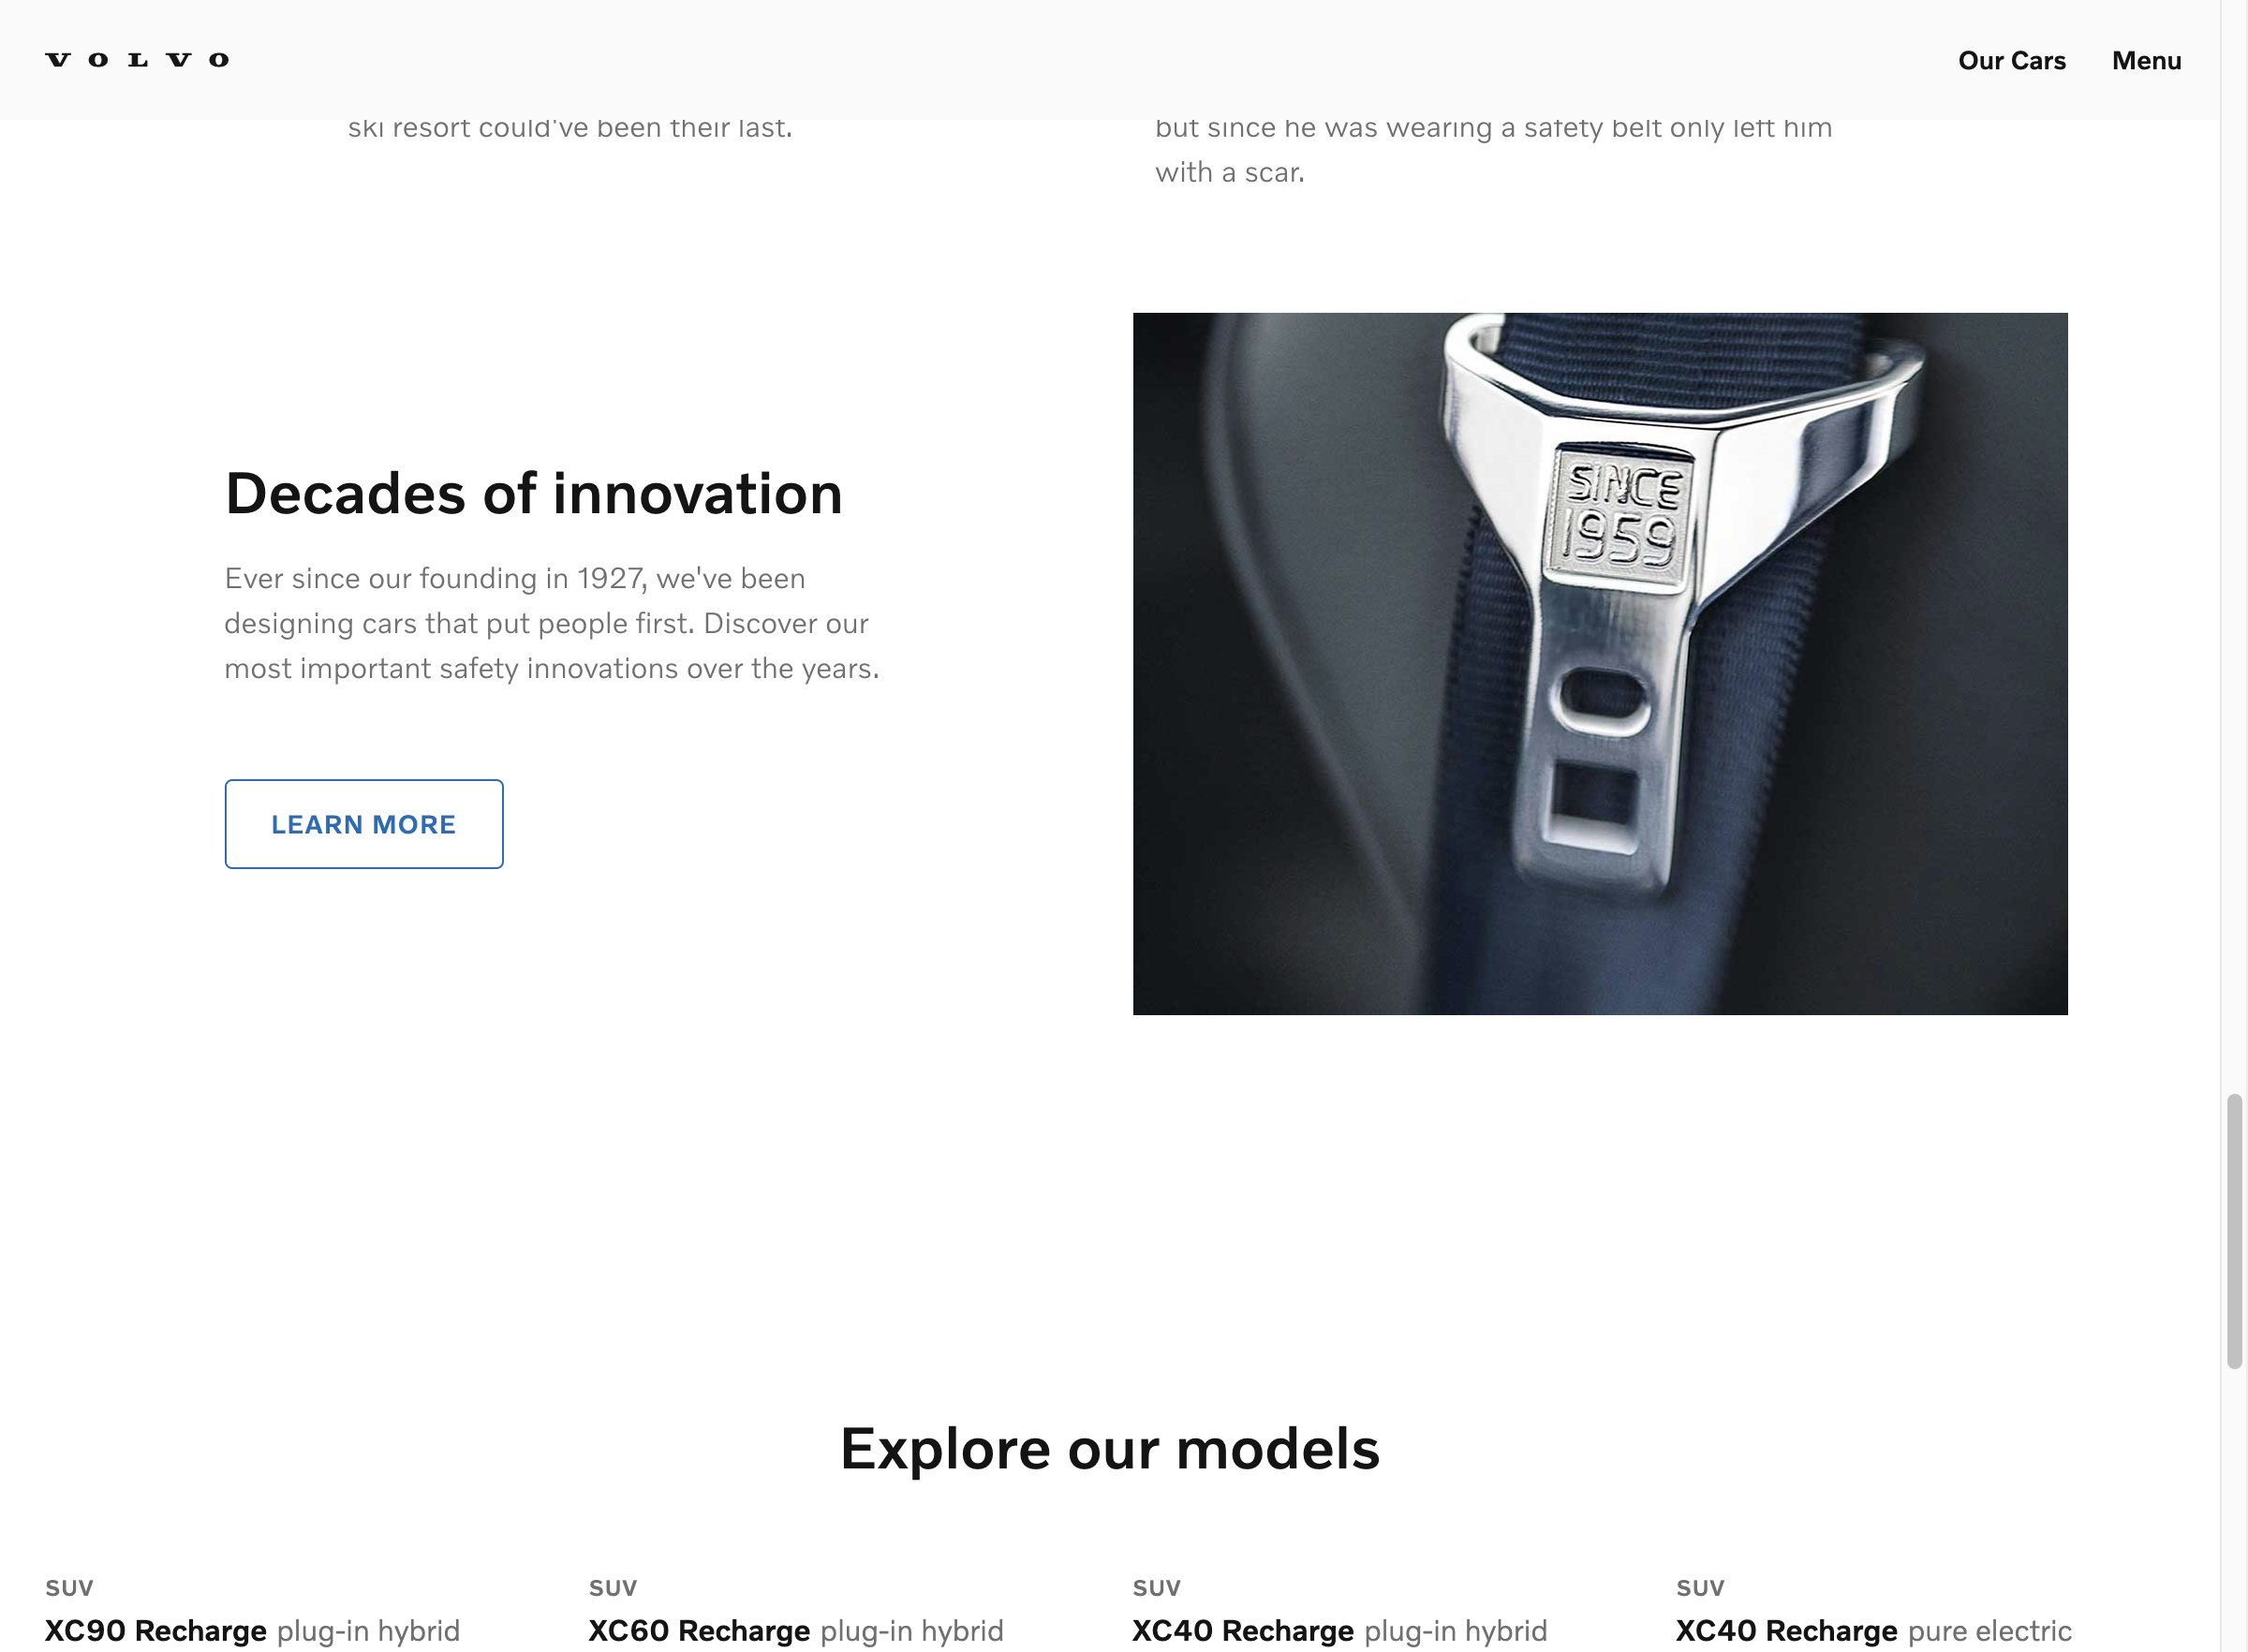 VOLVO
Our Cars
Menu
ski resort could've been their last.
but since he was wearing a safety belt only left him
with a scar.
Decades of innovation
Ever since our founding in 1927, we've been
designing cars that put people first. Discover our
most important safety innovations over the years.
LEARN MORE
SINCE
1959
Explore our models
SUV
XC90 Recharge plug-in hybrid
SUV
XC60 Recharge plug-in hybrid
SUV
XC40 Recharge plug-in hybrid
SUV
XC40 Recharge pure electric